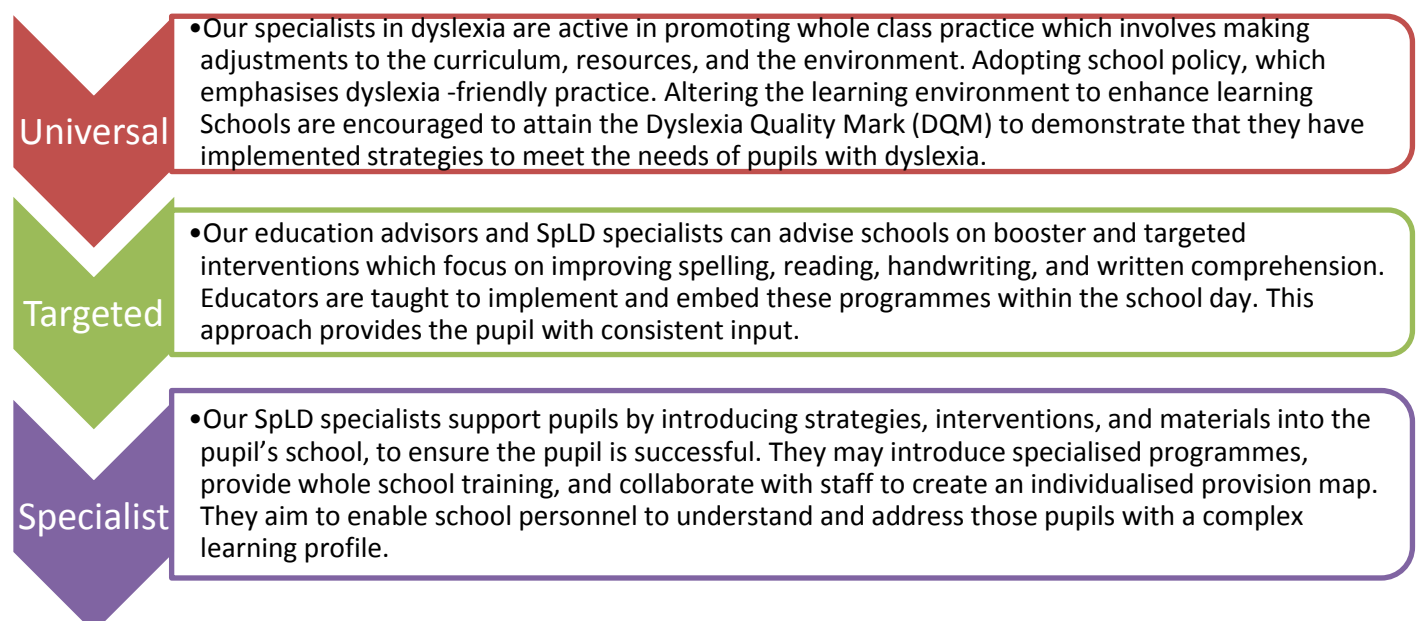 Universal
•Our specialists in dyslexia are active in promoting whole class practice which involves making
adjustments to the curriculum, resources, and the environment. Adopting school policy, which
emphasises dyslexia -friendly practice. Altering the learning environment to enhance learning
Schools are encouraged to attain the Dyslexia Quality Mark (DQM) to demonstrate that they have
implemented strategies to meet the needs of pupils with dyslexia.
Targeted
•Our education advisors and SpLD specialists can advise schools on booster and targeted
interventions which focus on improving spelling, reading, handwriting, and written comprehension.
Educators are taught to implement and embed these programmes within the school day. This
approach provides the pupil with consistent input.
Specialist
•Our SpLD specialists support pupils by introducing strategies, interventions, and materials into the
pupil’s school, to ensure the pupil is successful. They may introduce specialised programmes,
provide whole school training, and collaborate with staff to create an individualised provision map.
They aim to enable school personnel to understand and address those pupils with a complex
learning profile.